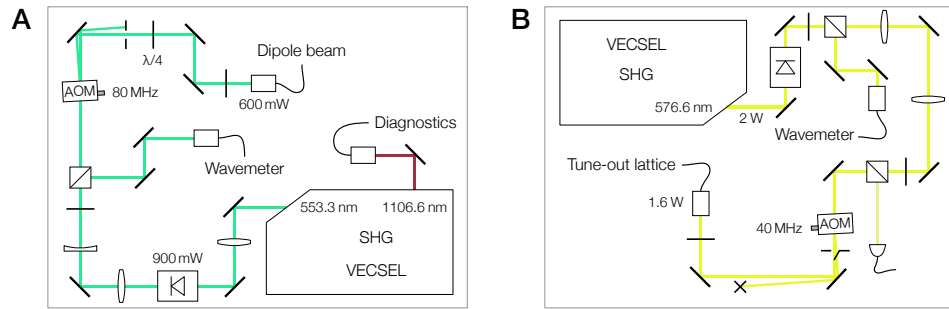 A
λ/4
Dipole beam
600 mW
AOM
80 MHz
Wavemeter
Diagnostics
553.3 nm
1106.6 nm
SHG
VECSEL
900 mW
B
VECSEL
SHG
576.6 nm
2 W
Wavemeter
Tune-out lattice
1.6 W
40 MHz
AOM